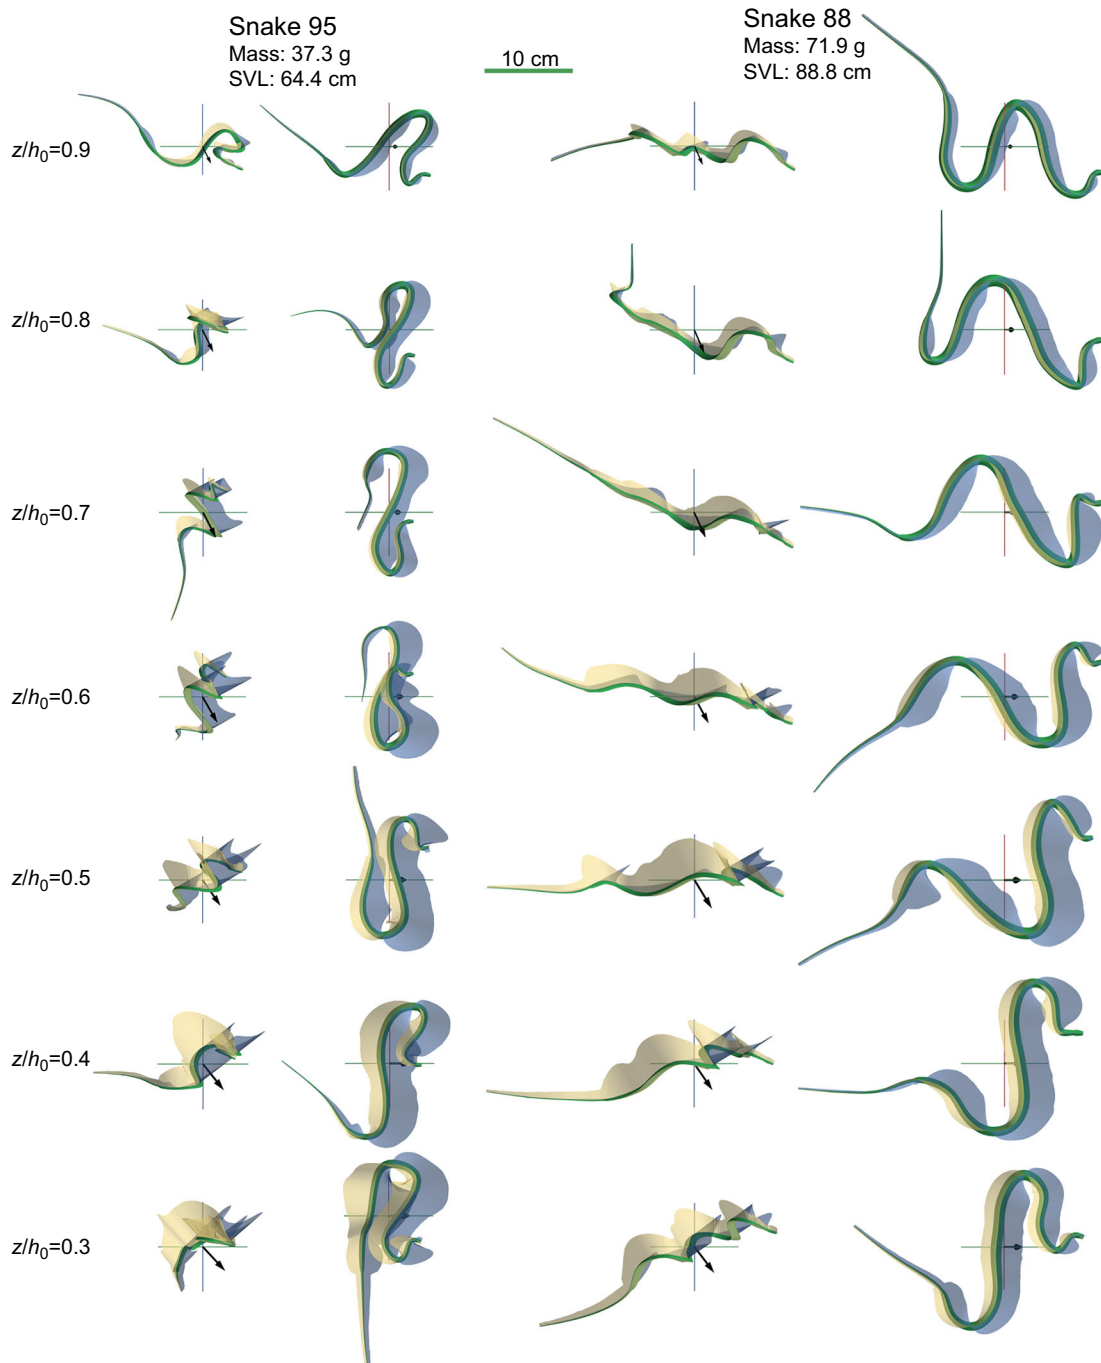 Snake 95
Mass: 37.3 g
SVL: 64.4 cm
10 cm
Snake 88
Mass: 71.9 g
SVL: 88.8 cm
z/h₀=0.9
z/h₀=0.8
z/h₀=0.7
z/h₀=0.6
z/h₀=0.5
z/h₀=0.4
z/h₀=0.3